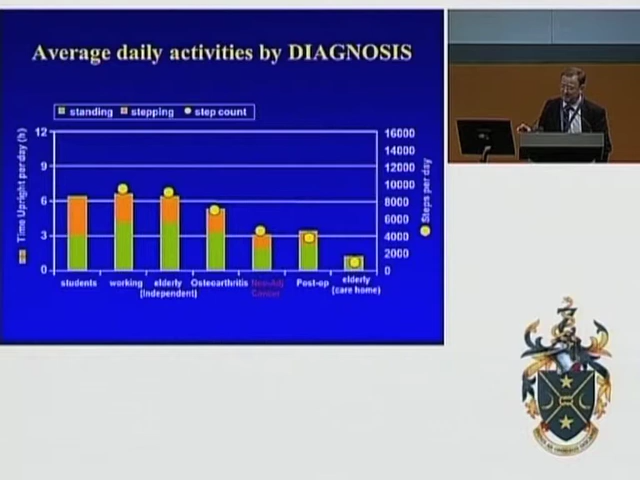 Average daily activities by DIAGNOSIS
standing stepping step count
Time Upright per day (h)
12
9
6
3
0
16000
14000
12000
10000
8000
6000
4000
2000
0
Steps per day
students working elderly Osteoarthritis Neo-Adj Post-op elderly
(Independent) Cancer (care home)